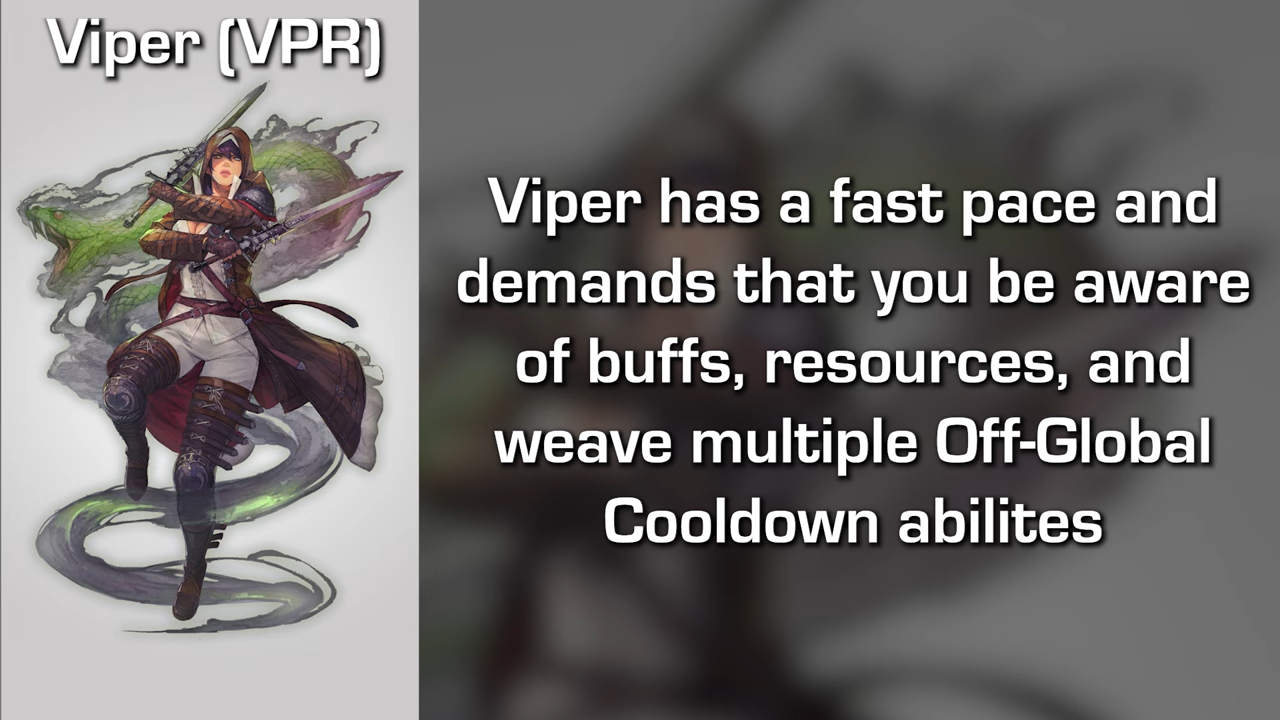 Viper (VPR)
Viper has a fast pace and
demands that you be aware
of buffs, resources, and
weave multiple Off-Global
Cooldown abilites